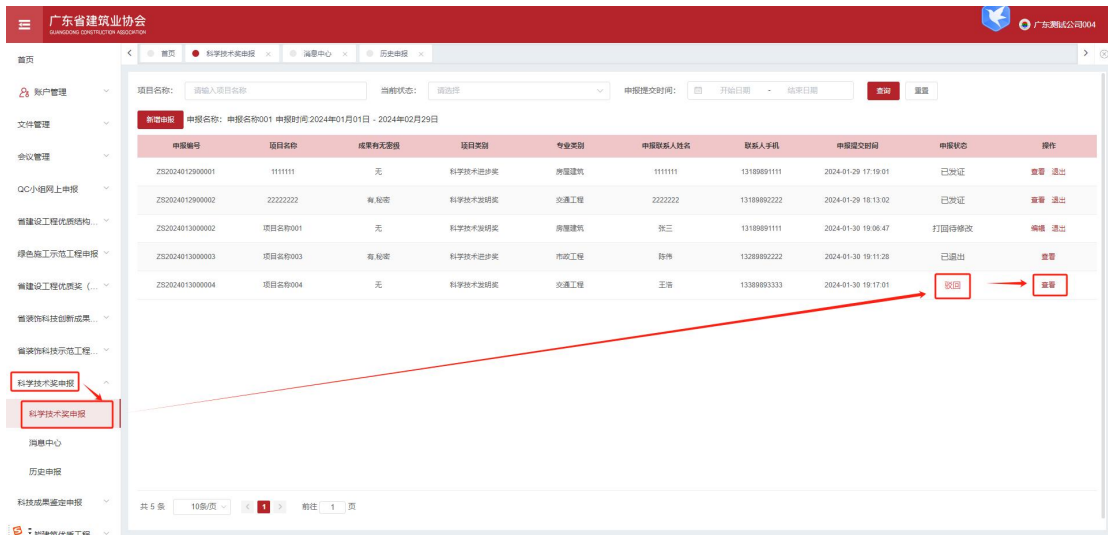 广东省建筑业协会
GUANGDONG CONSTRUCTION ASSOCIATION
广东测试公司004
首页
账户管理
文件管理
会议管理
QC小组网上申报
省建设工程优质结构...
绿色施工示范工程申报
省建设工程优质奖（...
省装饰科技创新成果...
省装饰科技示范工程...
科学技术奖申报
科学技术奖申报
消息中心
历史申报
科技成果鉴定申报
首页 科学技术奖申报 × 消息中心 × 历史申报 ×
项目名称： 请输入项目名称 当前状态： 请选择 申报提交时间： 开始日期 - 结束日期 查询 重置
新增申报 申报名称：申报名称001 申报时间:2024年01月01日 - 2024年02月29日
申报编号 项目名称 成果有无密级 项目类别 专业类别 申报联系人姓名 联系人手机 申报提交时间 申报状态 操作
ZS2024012900001 1111111 无 科学技术进步奖 房屋建筑 1111111 13189891111 2024-01-29 17:19:01 已发证 查看 退出
ZS2024012900002 22222222 有,秘密 科学技术发明奖 交通工程 2222222 13189892222 2024-01-29 18:13:02 已发证 查看 退出
ZS2024013000002 项目名称001 无 科学技术发明奖 房屋建筑 张三 13189891111 2024-01-30 19:06:47 打回待修改 编辑 退出
ZS2024013000003 项目名称003 有,秘密 科学技术进步奖 市政工程 陈伟 13289892222 2024-01-30 19:11:28 已退出 查看
ZS2024013000004 项目名称004 无 科学技术发明奖 交通工程 王浩 13389893333 2024-01-30 19:17:01 驳回 查看
共 5 条 10条/页 < 1 > 前往 1 页